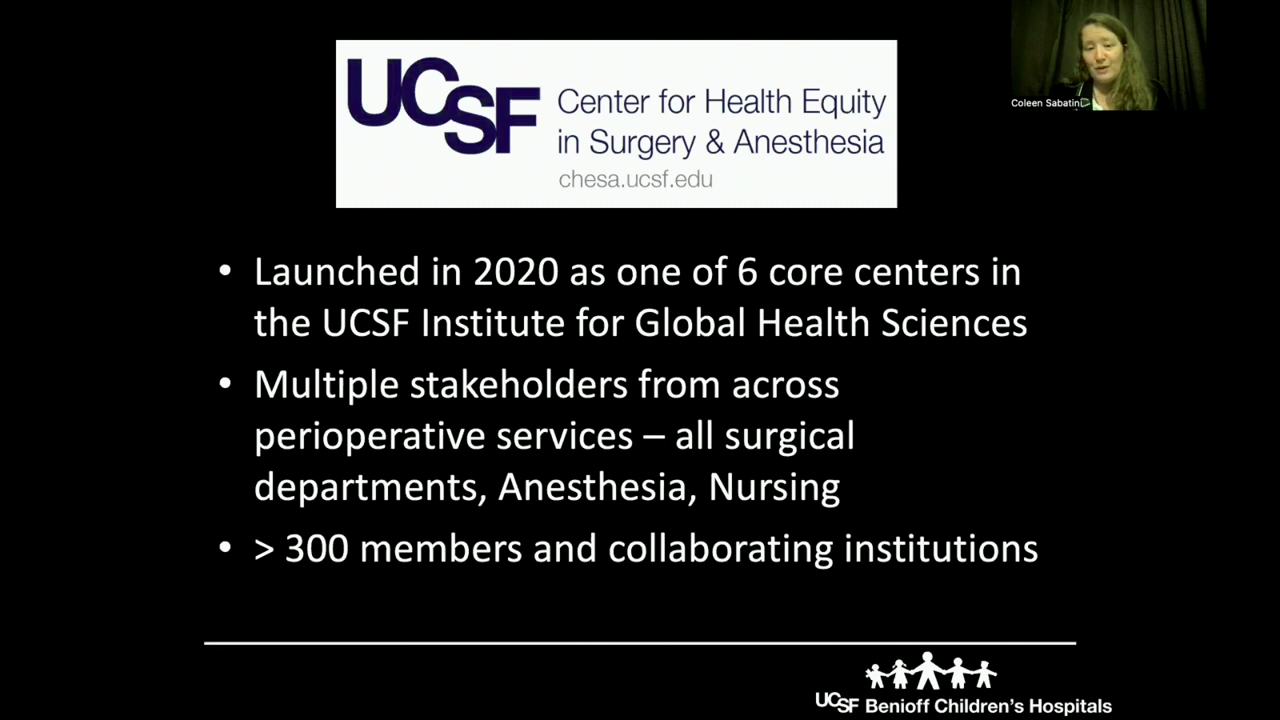 UCSF
Center for Health Equity
in Surgery & Anesthesia
chesa.ucsf.edu
Coleen Sabatini
• Launched in 2020 as one of 6 core centers in
the UCSF Institute for Global Health Sciences
• Multiple stakeholders from across
perioperative services – all surgical
departments, Anesthesia, Nursing
• > 300 members and collaborating institutions
UCSF Benioff Children's Hospitals